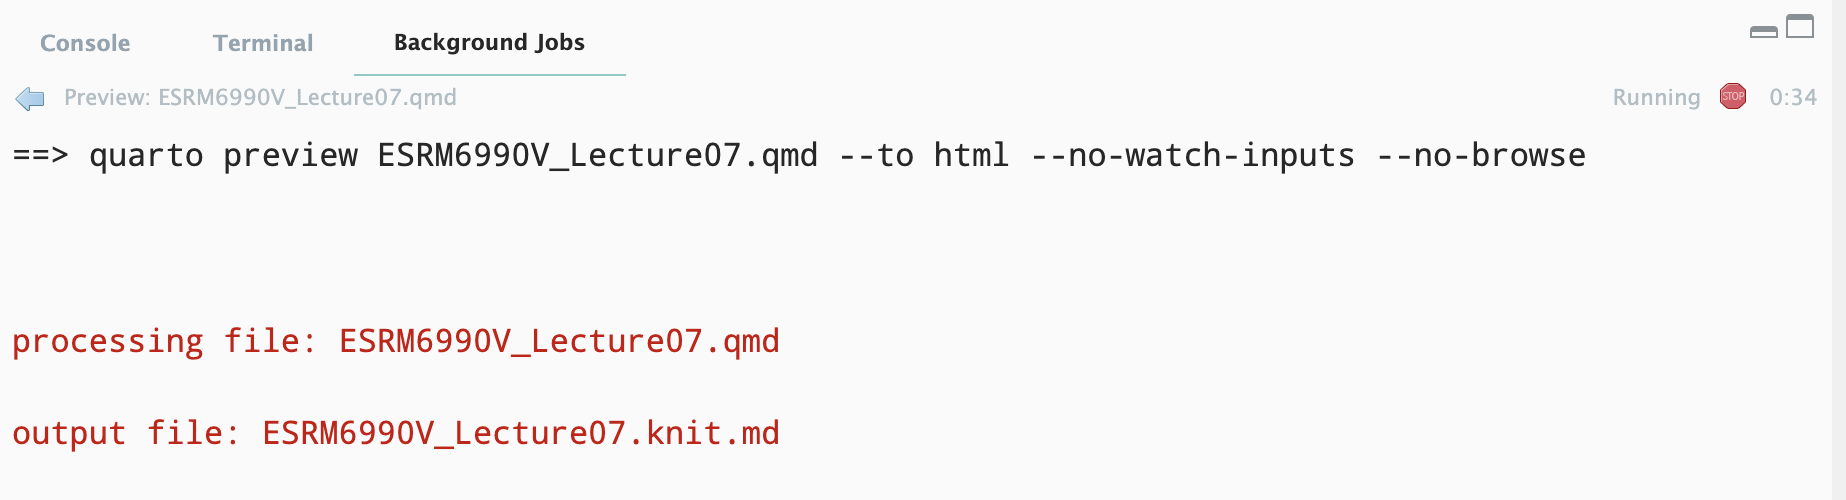 Console Terminal Background Jobs
Preview: ESRM6990V_Lecture07.qmd Running STOP 0:34
==> quarto preview ESRM6990V_Lecture07.qmd --to html --no-watch-inputs --no-browse
processing file: ESRM6990V_Lecture07.qmd
output file: ESRM6990V_Lecture07.knit.md